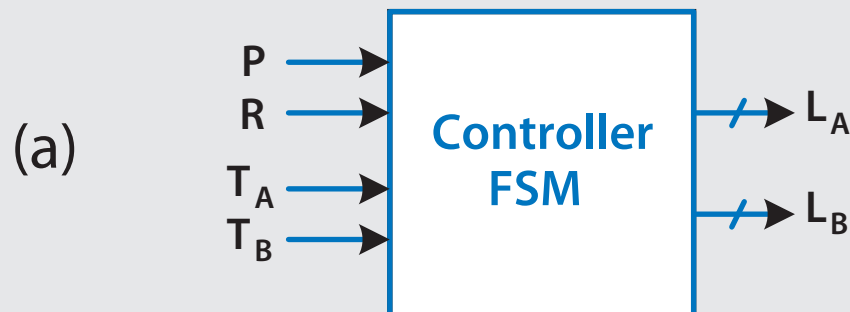 (a)
P
R
T_A
T_B
Controller
FSM
L_A
L_B